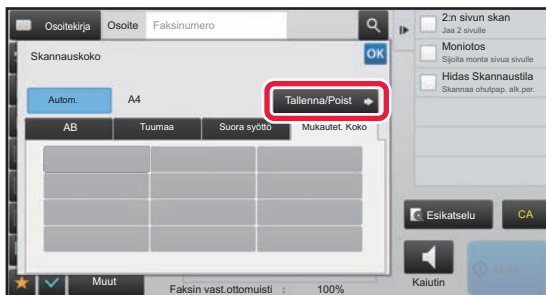 Osoitekirja
Osoite
Faksinumero
Skannauskoko
OK
Autom.
A4
Tallenna/Poist
AB
Tuumaa
Suora syöttö
Mukautet. Koko
Muut
Faksin vast.ottomuisti : 100%
2:n sivun skan
Jaa 2 sivulle
Moniotos
Sijoita monta sivua sivulle
Hidas Skannaustila
Skannaa ohutpap. alk.per.
Esikatselu
CA
Kaiutin
Aloita